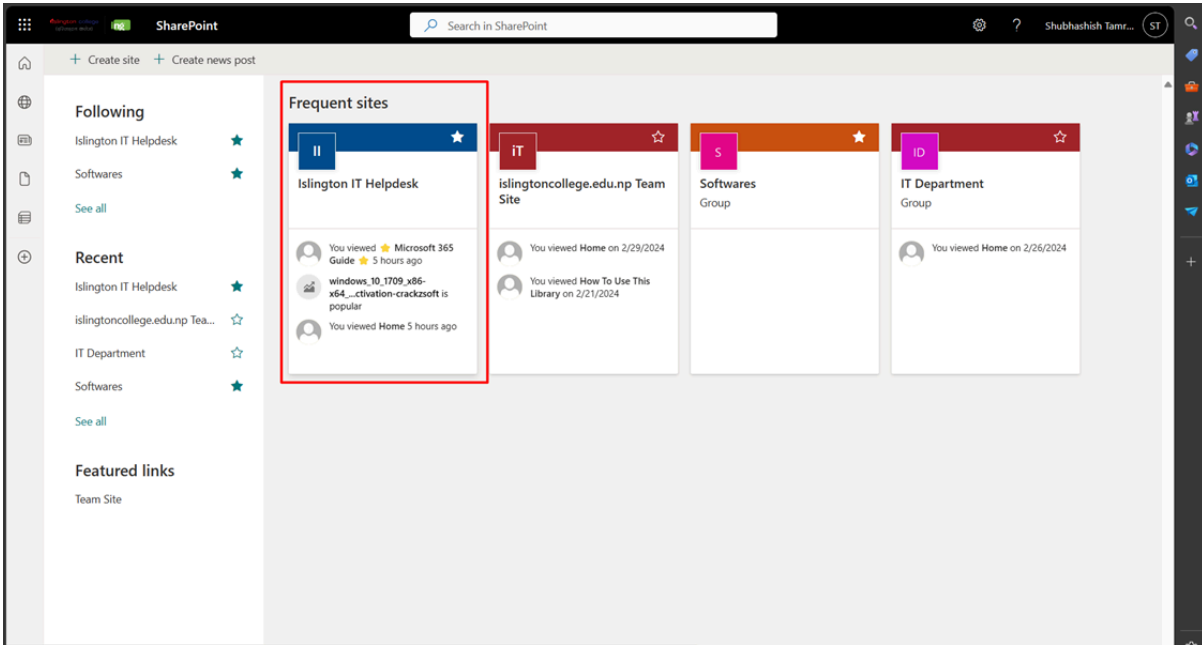 SharePoint
Search in SharePoint
?
Shubhashish Tamr...
ST
+ Create site
+ Create news post
Following
Islington IT Helpdesk
Softwares
See all
Recent
Islington IT Helpdesk
islingtoncollege.edu.np Tea...
IT Department
Softwares
See all
Featured links
Team Site
Frequent sites
II
Islington IT Helpdesk
You viewed ⭐ Microsoft 365
Guide ⭐ 5 hours ago
windows_10_1709_x86-
x64_...ctivation-crackzsoft is
popular
You viewed Home 5 hours ago
iT
islingtoncollege.edu.np Team
Site
You viewed Home on 2/29/2024
You viewed How To Use This
Library on 2/21/2024
S
Softwares
Group
ID
IT Department
Group
You viewed Home on 2/26/2024